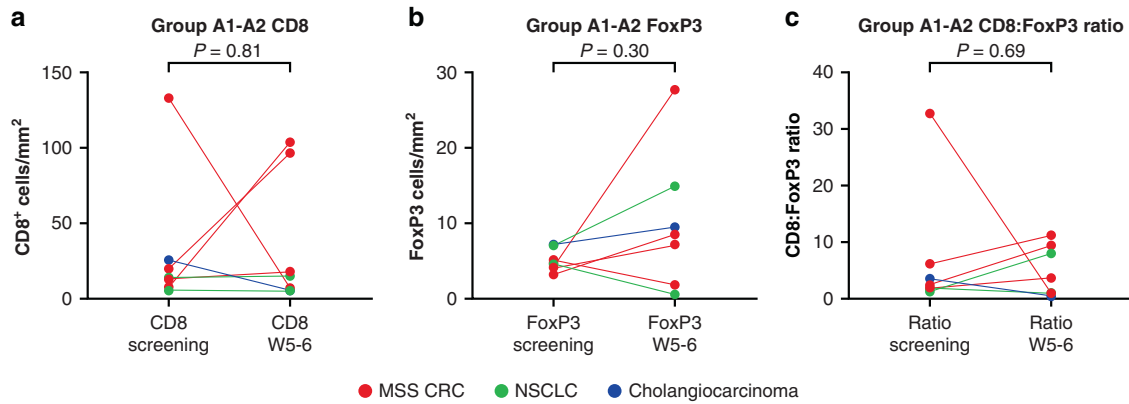 a
Group A1-A2 CD8
P = 0.81
150
100
50
0
CD8⁺ cells/mm²
CD8
screening
CD8
W5-6
b
Group A1-A2 FoxP3
P = 0.30
30
20
10
0
FoxP3 cells/mm²
FoxP3
screening
FoxP3
W5-6
c
Group A1-A2 CD8:FoxP3 ratio
P = 0.69
40
30
20
10
0
CD8:FoxP3 ratio
Ratio
screening
Ratio
W5-6
MSS CRC
NSCLC
Cholangiocarcinoma